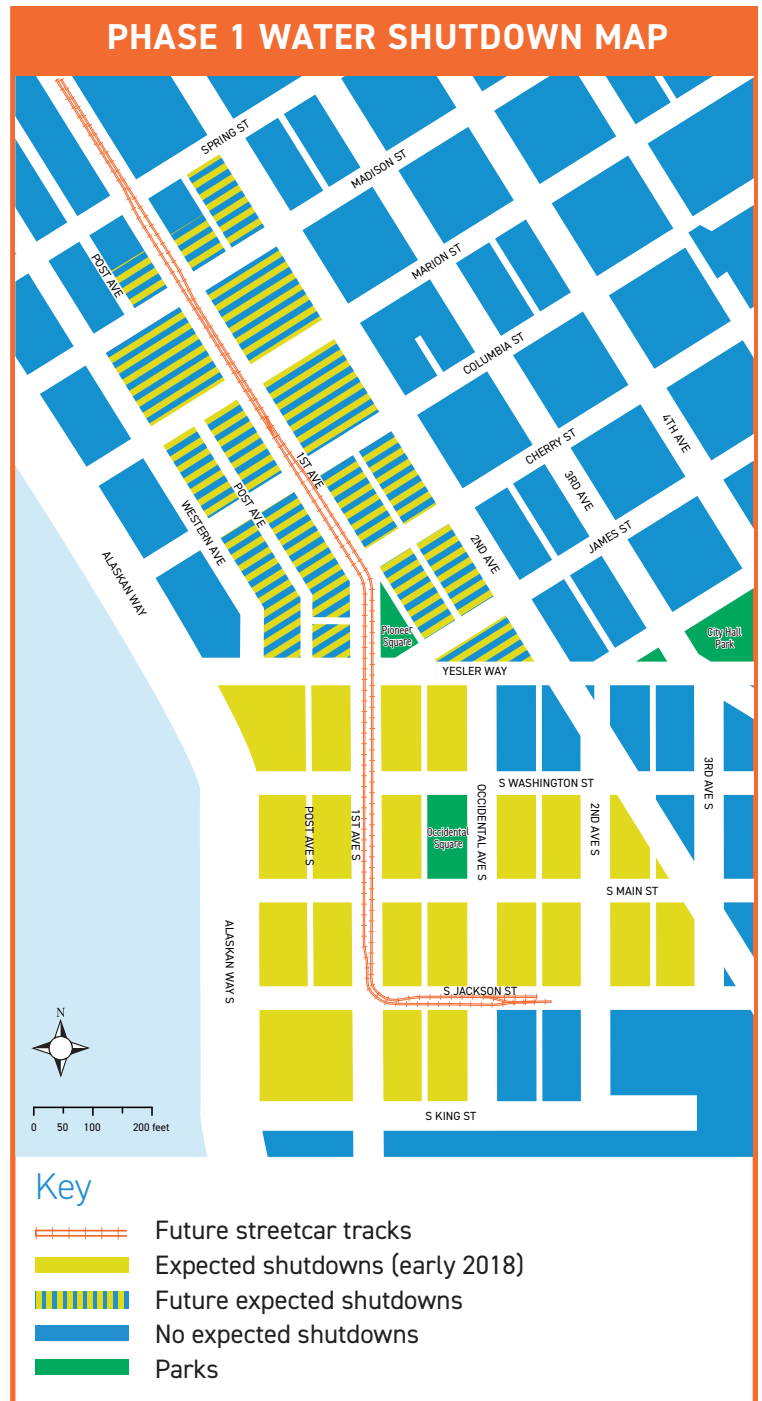 PHASE 1 WATER SHUTDOWN MAP
SPRING ST
MADISON ST
MARION ST
POST AVE
COLUMBIA ST
CHERRY ST
4TH AVE
3RD AVE
1ST AVE
POST AVE
WESTERN AVE
JAMES ST
2ND AVE
ALASKAN WAY
Pioneer
Square
City Hall
Park
YESLER WAY
S WASHINGTON ST
3RD AVE S
POST AVE S
1ST AVE S
Occidental
Square
OCCIDENTAL AVE S
2ND AVE S
S MAIN ST
ALASKAN WAY S
S JACKSON ST
N
0 50 100 200 feet
S KING ST
Key
Future streetcar tracks
Expected shutdowns (early 2018)
Future expected shutdowns
No expected shutdowns
Parks